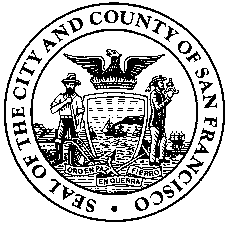 SEAL OF THE CITY AND COUNTY OF SAN FRANCISCO
ORO EN PAZ
FIERRO
EN GUERRA